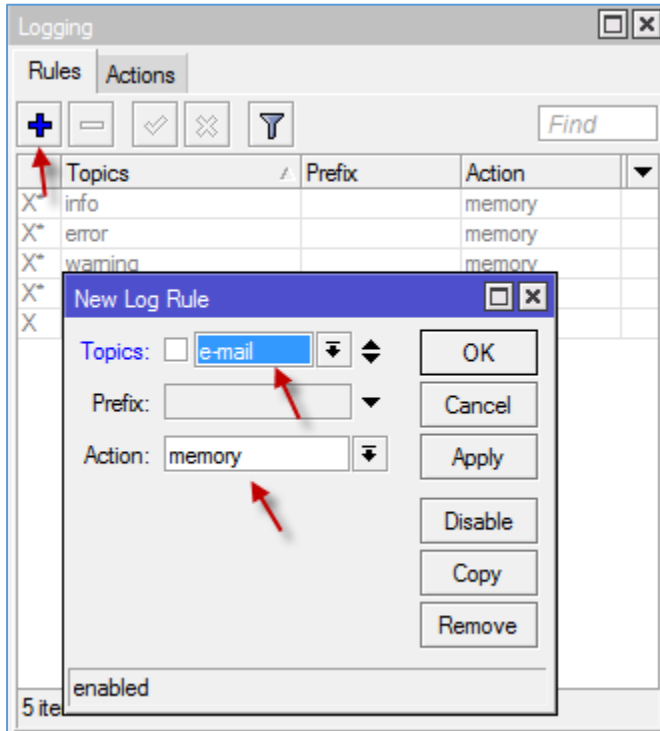 Logging
Rules Actions
Find
Topics Prefix Action
X* info memory
X* error memory
X* warning memory
X*
X
New Log Rule
Topics: e-mail
OK
Prefix:
Cancel
Action: memory
Apply
Disable
Copy
Remove
enabled
5 ite